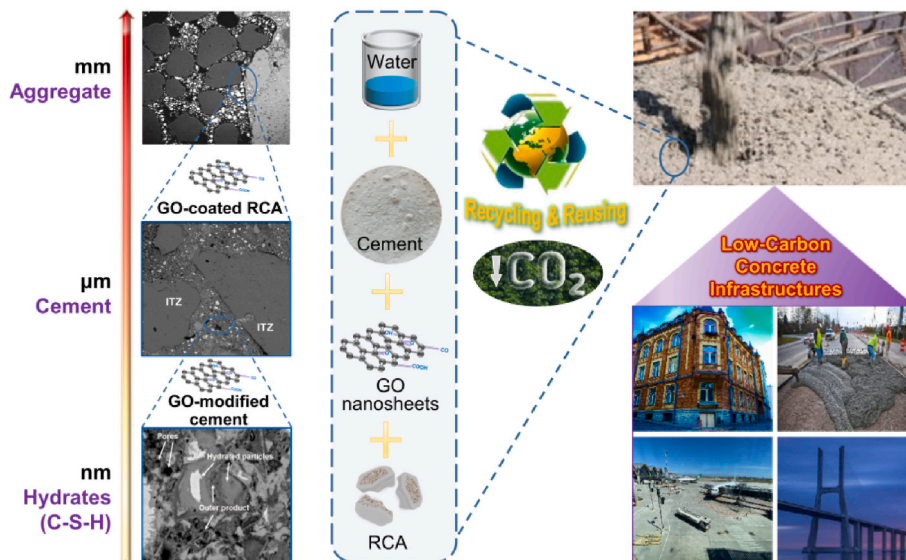 mm
Aggregate
GO-coated RCA
µm
Cement
ITZ
ITZ
GO-modified
cement
nm
Hydrates
(C-S-H)
Pores
Hydrated particles
Outer product
Water
Cement
COOH
GO
nanosheets
RCA
Recycling & Reusing
CO2
Low-Carbon
Concrete
Infrastructures